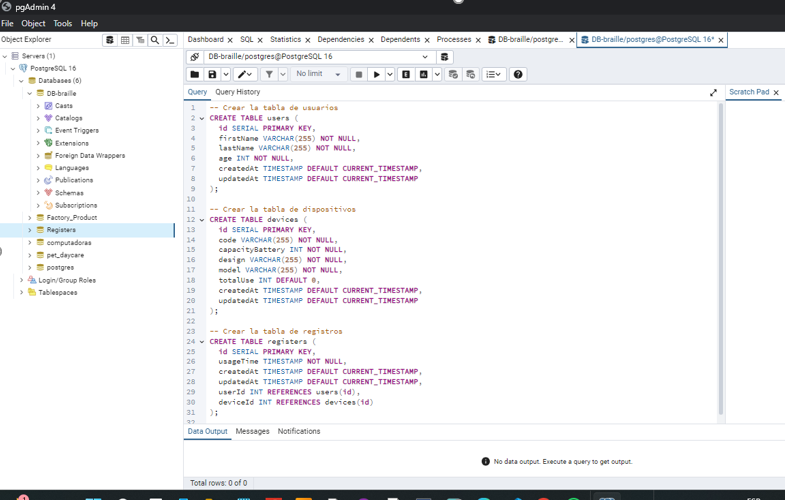 pgAdmin 4
File Object Tools Help
Object Explorer
Dashboard SQL Statistics Dependencies Dependents Processes DB-braille/postgre... DB-braille/postgres@PostgreSQL 16*
Servers (1)
PostgreSQL 16
Databases (6)
DB-braille
Casts
Catalogs
Event Triggers
Extensions
Foreign Data Wrappers
Languages
Publications
Schemas
Subscriptions
Factory_Product
Registers
computadoras
pet_daycare
postgres
Login/Group Roles
Tablespaces
DB-braille/postgres@PostgreSQL 16
No limit
Query Query History
Scratch Pad
1 -- Crear la tabla de usuarios
2 CREATE TABLE users (
3 id SERIAL PRIMARY KEY,
4 firstName VARCHAR(255) NOT NULL,
5 lastName VARCHAR(255) NOT NULL,
6 age INT NOT NULL,
7 createdAt TIMESTAMP DEFAULT CURRENT_TIMESTAMP,
8 updatedAt TIMESTAMP DEFAULT CURRENT_TIMESTAMP
9 );
10
11 -- Crear la tabla de dispositivos
12 CREATE TABLE devices (
13 id SERIAL PRIMARY KEY,
14 code VARCHAR(255) NOT NULL,
15 capacityBattery INT NOT NULL,
16 design VARCHAR(255) NOT NULL,
17 model VARCHAR(255) NOT NULL,
18 totalUse INT DEFAULT 0,
19 createdAt TIMESTAMP DEFAULT CURRENT_TIMESTAMP,
20 updatedAt TIMESTAMP DEFAULT CURRENT_TIMESTAMP
21 );
22
23 -- Crear la tabla de registros
24 CREATE TABLE registers (
25 id SERIAL PRIMARY KEY,
26 usageTime TIMESTAMP NOT NULL,
27 createdAt TIMESTAMP DEFAULT CURRENT_TIMESTAMP,
28 updatedAt TIMESTAMP DEFAULT CURRENT_TIMESTAMP,
29 userId INT REFERENCES users(id),
30 deviceId INT REFERENCES devices(id)
31 );
32
Data Output Messages Notifications
No data output. Execute a query to get output.
Total rows: 0 of 0